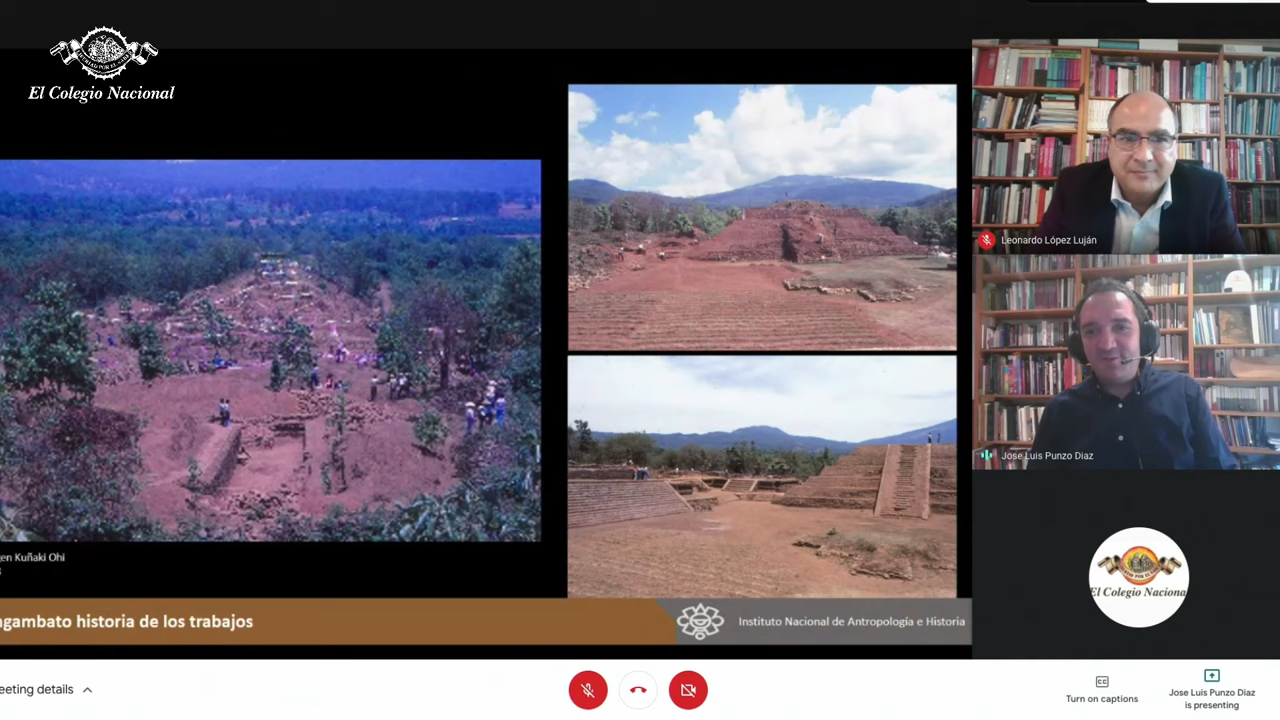 El Colegio Nacional
Leonardo López Luján
Jose Luis Punzo Diaz
El Colegio Naciona
en Kuñaki Ohi
gambato historia de los trabajos
Instituto Nacional de Antropología e Historia
eeting details
Turn on captions
Jose Luis Punzo Diaz
is presenting